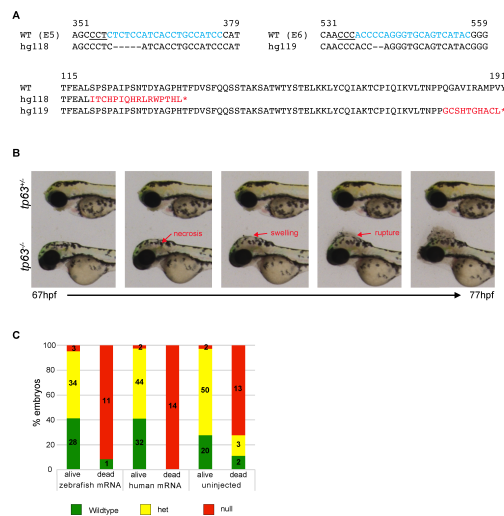 A
351 379
WT (E5) AGCCCTCTCTCCATCACCTGCCATCCCAT
hg118 AGCCCTC-----ATCACCTGCCATCCCAT
531 559
WT (E6) CAACCCACCCCAGGGTGCAGTCATACGGG
hg119 CAACCCACC--AGGGTGCAGTCATACGGG
115 191
WT TFEALSPSPAIPSNTDYAGPHTFDVSFQQSSTAKSATWTYSTELKKLYCQIAKTCPIQIKVLTNPPQGAVIRAMPVY
hg118 TFEALITCHPIQHRLRWPTHL*
hg119 TFEALSPSPAIPSNTDYAGPHTFDVSFQQSSTAKSATWTYSTELKKLYCQIAKTCPIQIKVLTNPPGCSHTGHACL*
B
tp63+/-
tp63-/-
necrosis swelling rupture
67hpf 77hpf
C
% embryos
100
80
60
40
20
0
3 34 28
11 1
2 44 32
14
2 50 20
13 3 2
alive dead alive dead alive dead
zebrafish mRNA human mRNA uninjected
Wildtype het null